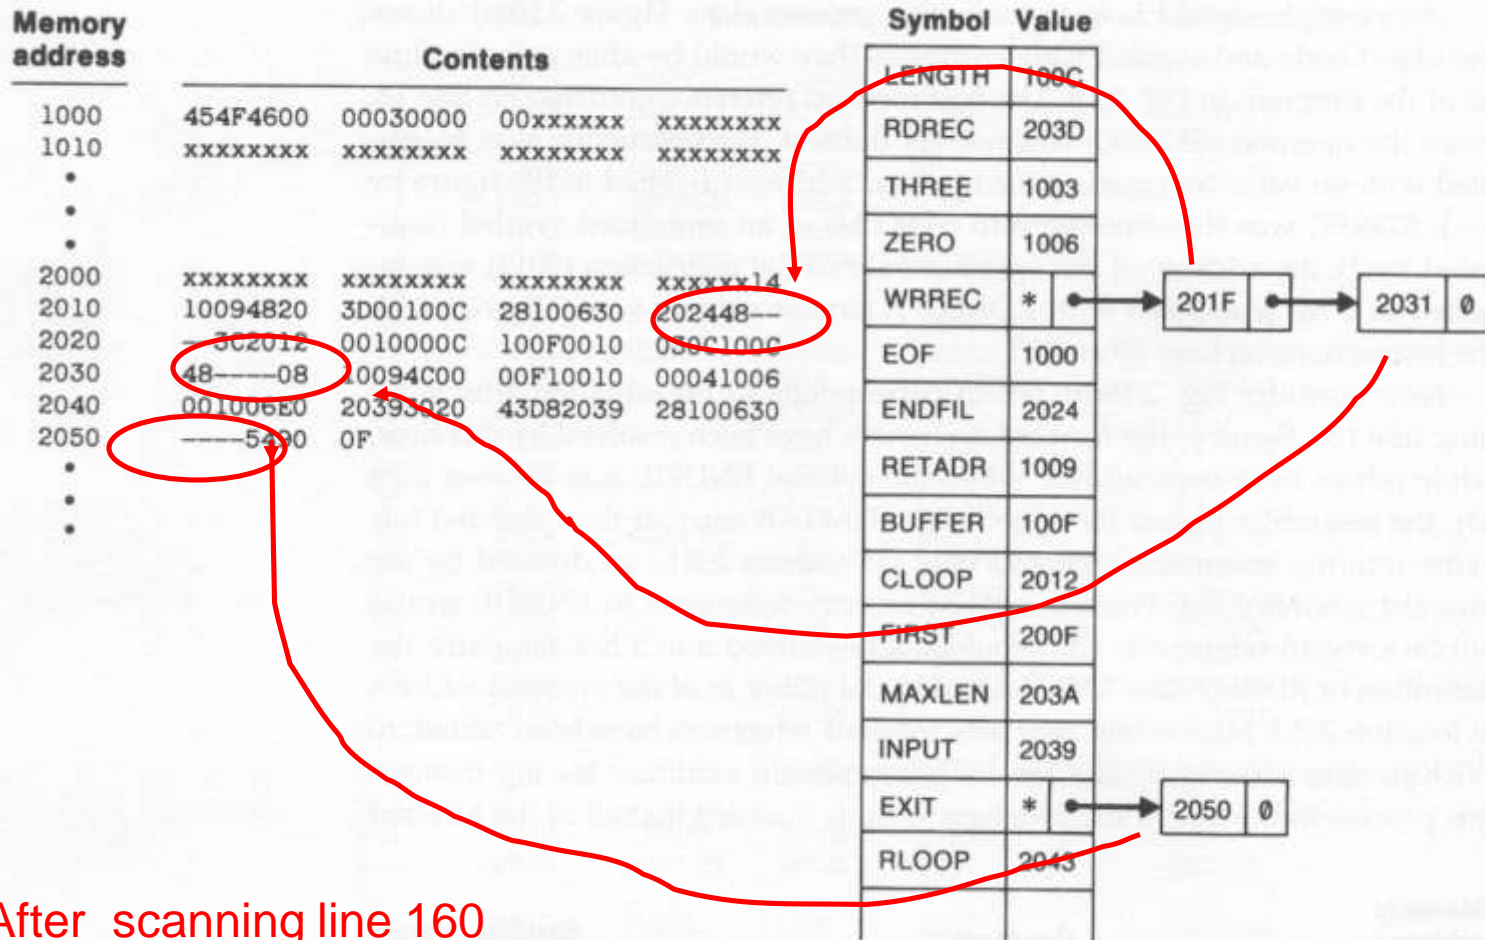 Memory address Contents
1000 454F4600 00030000 00xxxxxx xxxxxxxx
1010 xxxxxxxx xxxxxxxx xxxxxxxx xxxxxxxx
•
•
•
2000 xxxxxxxx xxxxxxxx xxxxxxxx xxxxxx14
2010 10094820 3D00100C 28100630 202448--
2020 --3C2012 0010000C 100F0010 030C100C
2030 48----08 10094C00 00F10010 00041006
2040 001006E0 20393020 43D82039 28100630
2050 ----5490 0F
•
•
•
Symbol Value
LENGTH 100C
RDREC 203D
THREE 1003
ZERO 1006
WRREC * 201F 2031 0
EOF 1000
ENDFIL 2024
RETADR 1009
BUFFER 100F
CLOOP 2012
FIRST 200F
MAXLEN 203A
INPUT 2039
EXIT * 2050 0
RLOOP 2043
After scanning line 160